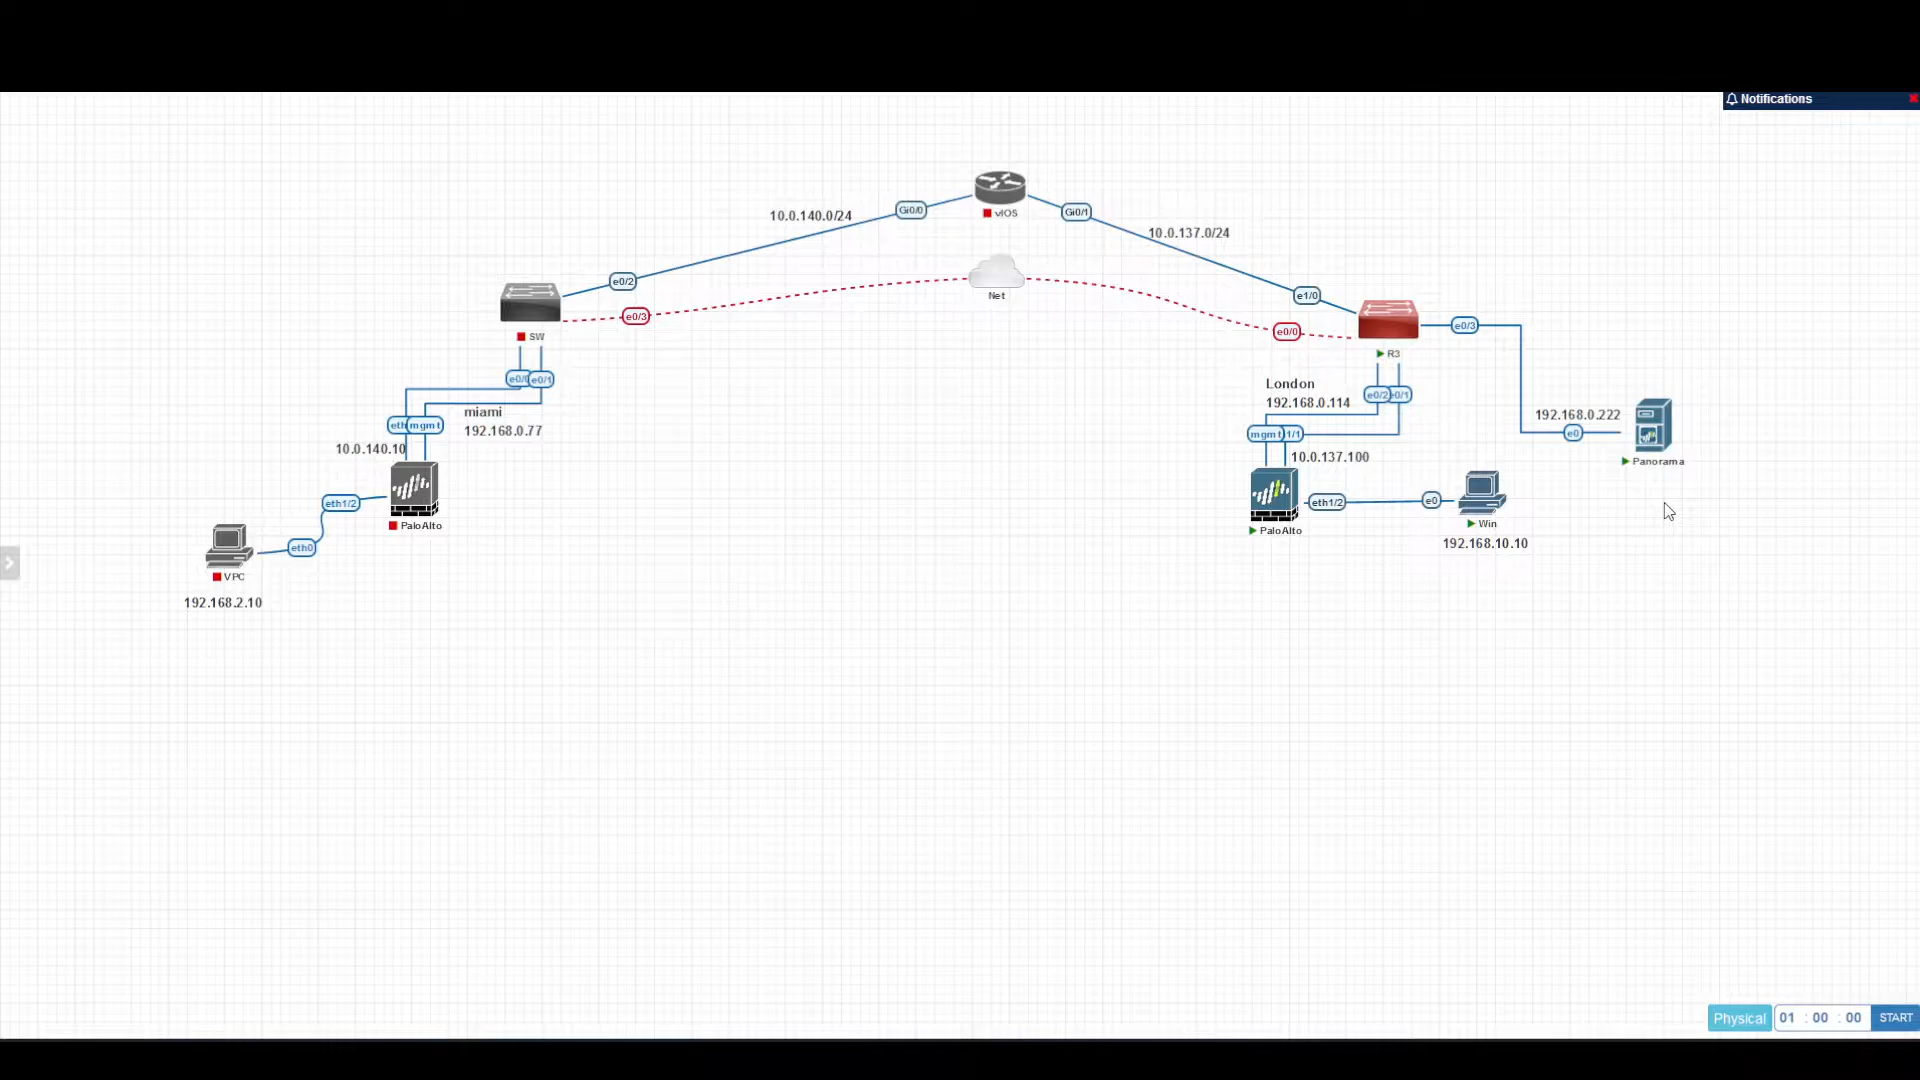 Notifications
10.0.140.0/24
Gi0/0
vIOS
Gi0/1
10.0.137.0/24
Net
e0/2
e0/3
SW
e0/1
miami
192.168.0.77
mgmt
10.0.140.10
PaloAlto
eth1/2
eth0
VPC
192.168.2.10
e1/0
e0/0
e0/3
R3
London
192.168.0.114
e0/2
e0/1
mgmt
1/1
10.0.137.100
PaloAlto
eth1/2
e0
Win
192.168.10.10
192.168.0.222
e0
Panorama
Physical
01 : 00 : 00
START